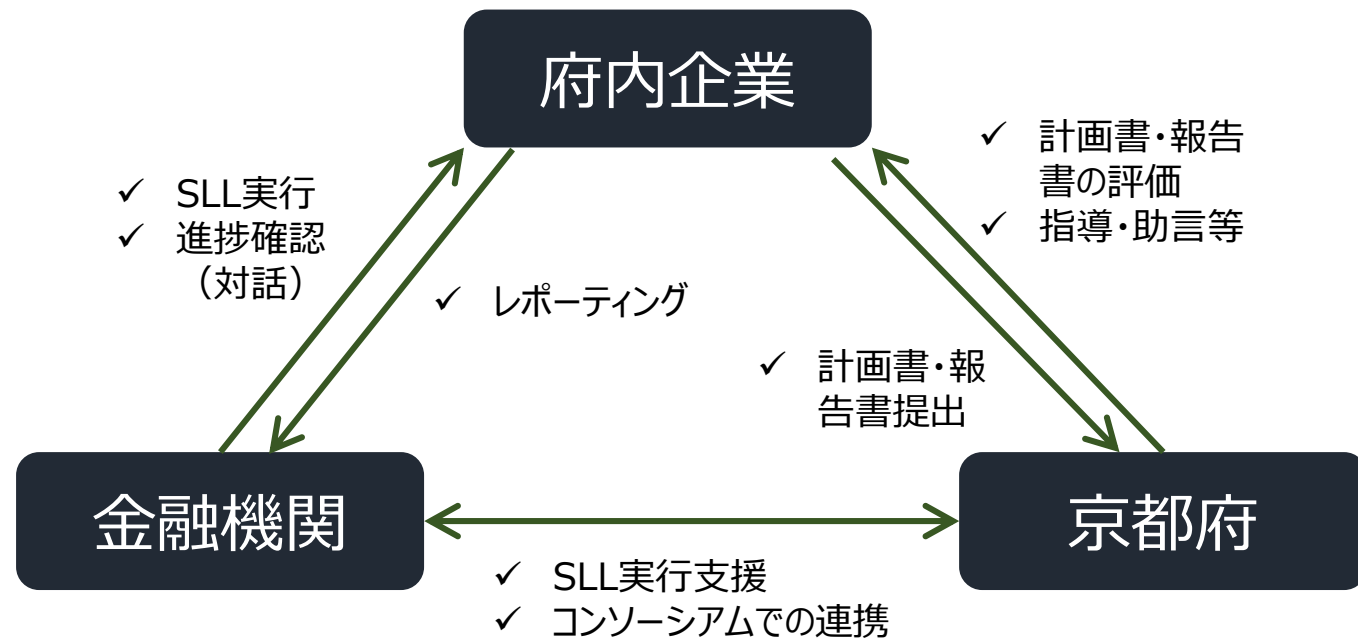 府内企業
✓ 計画書・報告
書の評価
✓ 指導・助言等
✓ SLL実行
✓ 進捗確認
（対話）
✓ レポーティング
✓ 計画書・報
告書提出
金融機関
京都府
✓ SLL実行支援
✓ コンソーシアムでの連携